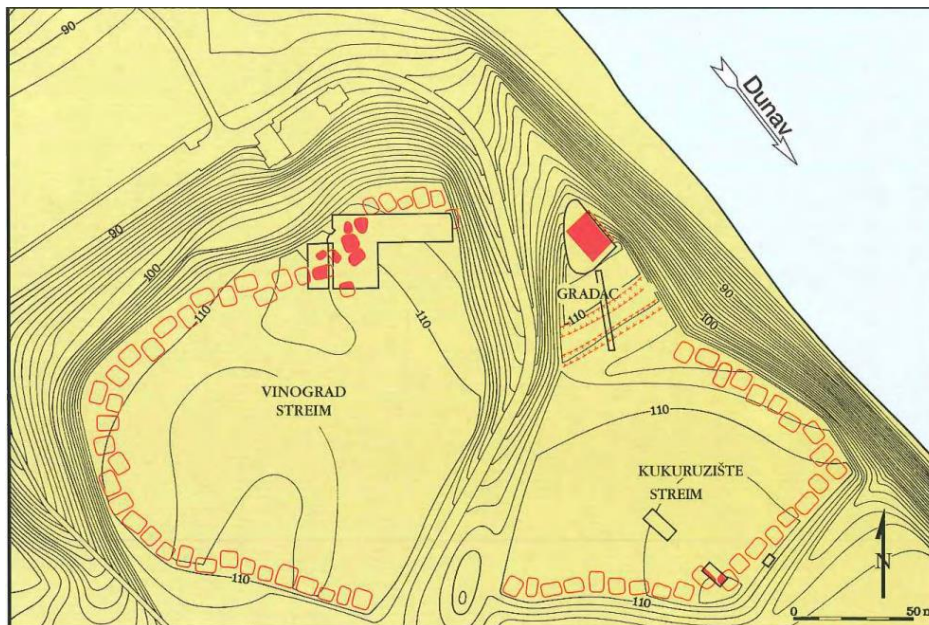 90
Dunav
90
100
110
GRADAC
110
90
100
110
VINOGRAD
STREIM
110
KUKURUZIŠTE
STREIM
110
110
N
0 50 m